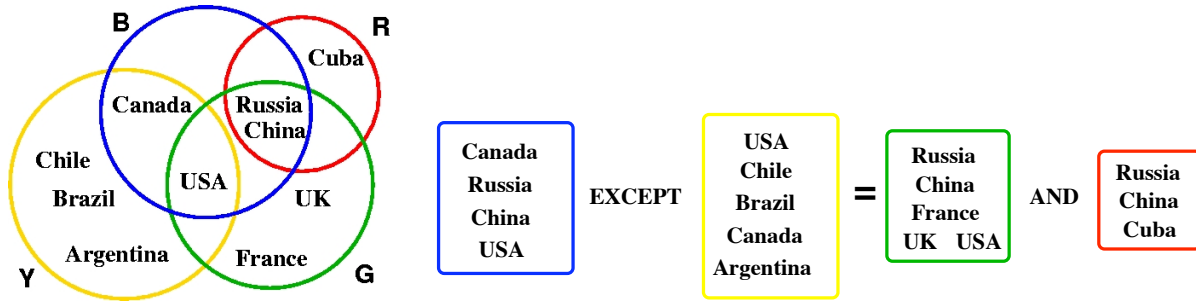 B
R
Cuba
Canada
Russia
China
Chile
Brazil
USA
UK
Argentina
France
Y
G
Canada
Russia
China
USA
EXCEPT
USA
Chile
Brazil
Canada
Argentina
=
Russia
China
France
UK USA
AND
Russia
China
Cuba